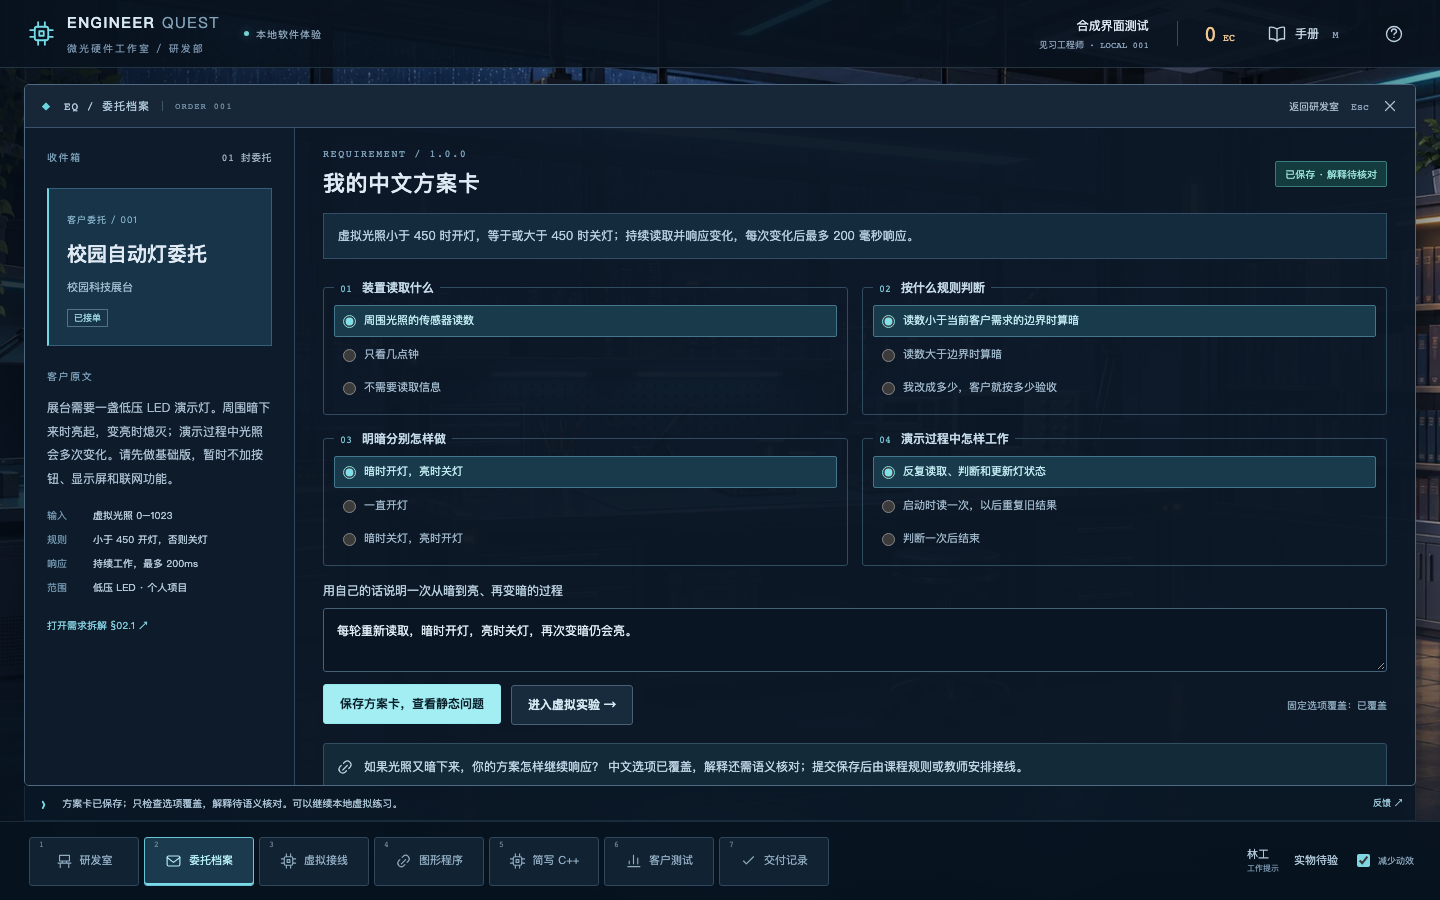 ENGINEER QUEST
微光硬件工作室 / 研发部
本地软件体验
合成界面测试
见习工程师 · LOCAL 001
0 EC
手册 M
EQ / 委托档案
ORDER 001
返回研发室 Esc
收件箱
01 封委托
客户委托 / 001
校园自动灯委托
校园科技展台
已接单
客户原文
展台需要一盏低压 LED 演示灯。周围暗下
来时亮起，变亮时熄灭；演示过程中光照
会多次变化。请先做基础版，暂时不加按
钮、显示屏和联网功能。
输入 虚拟光照 0—1023
规则 小于 450 开灯，否则关灯
响应 持续工作，最多 200ms
范围 低压 LED · 个人项目
打开需求拆解 §02.1 ↗
REQUIREMENT / 1.0.0
我的中文方案卡
已保存 · 解释待核对
虚拟光照小于 450 时开灯，等于或大于 450 时关灯；持续读取并响应变化，每次变化后最多 200 毫秒响应。
01 装置读取什么
周围光照的传感器读数
只看几点钟
不需要读取信息
02 按什么规则判断
读数小于当前客户需求的边界时算暗
读数大于边界时算暗
我改成多少，客户就按多少验收
03 明暗分别怎样做
暗时开灯，亮时关灯
一直开灯
暗时关灯，亮时开灯
04 演示过程中怎样工作
反复读取、判断和更新灯状态
启动时读一次，以后重复旧结果
判断一次后结束
用自己的话说明一次从暗到亮、再变暗的过程
每轮重新读取，暗时开灯，亮时关灯，再次变暗仍会亮。
保存方案卡，查看静态问题
进入虚拟实验 →
固定选项覆盖：已覆盖
如果光照又暗下来，你的方案怎样继续响应？ 中文选项已覆盖，解释还需语义核对；提交保存后由课程规则或教师安排接线。
方案卡已保存；只检查选项覆盖，解释待语义核对。可以继续本地虚拟练习。
反馈 ↗
1 研发室
2 委托档案
3 虚拟接线
4 图形程序
5 简写 C++
6 客户测试
7 交付记录
林工
工作提示
实物待验
减少动效